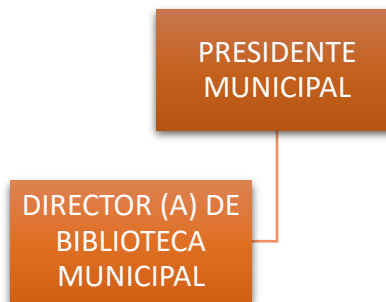 PRESIDENTE
MUNICIPAL
DIRECTOR (A) DE
BIBLIOTECA
MUNICIPAL